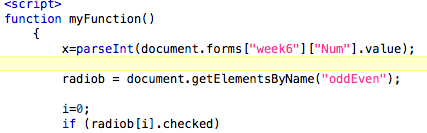 <script>
function myFunction()
{
x=parseInt(document.forms["week6"]["Num"].value);
radiob = document.getElementsByName("oddEven");
i=0;
if (radiob[i].checked)